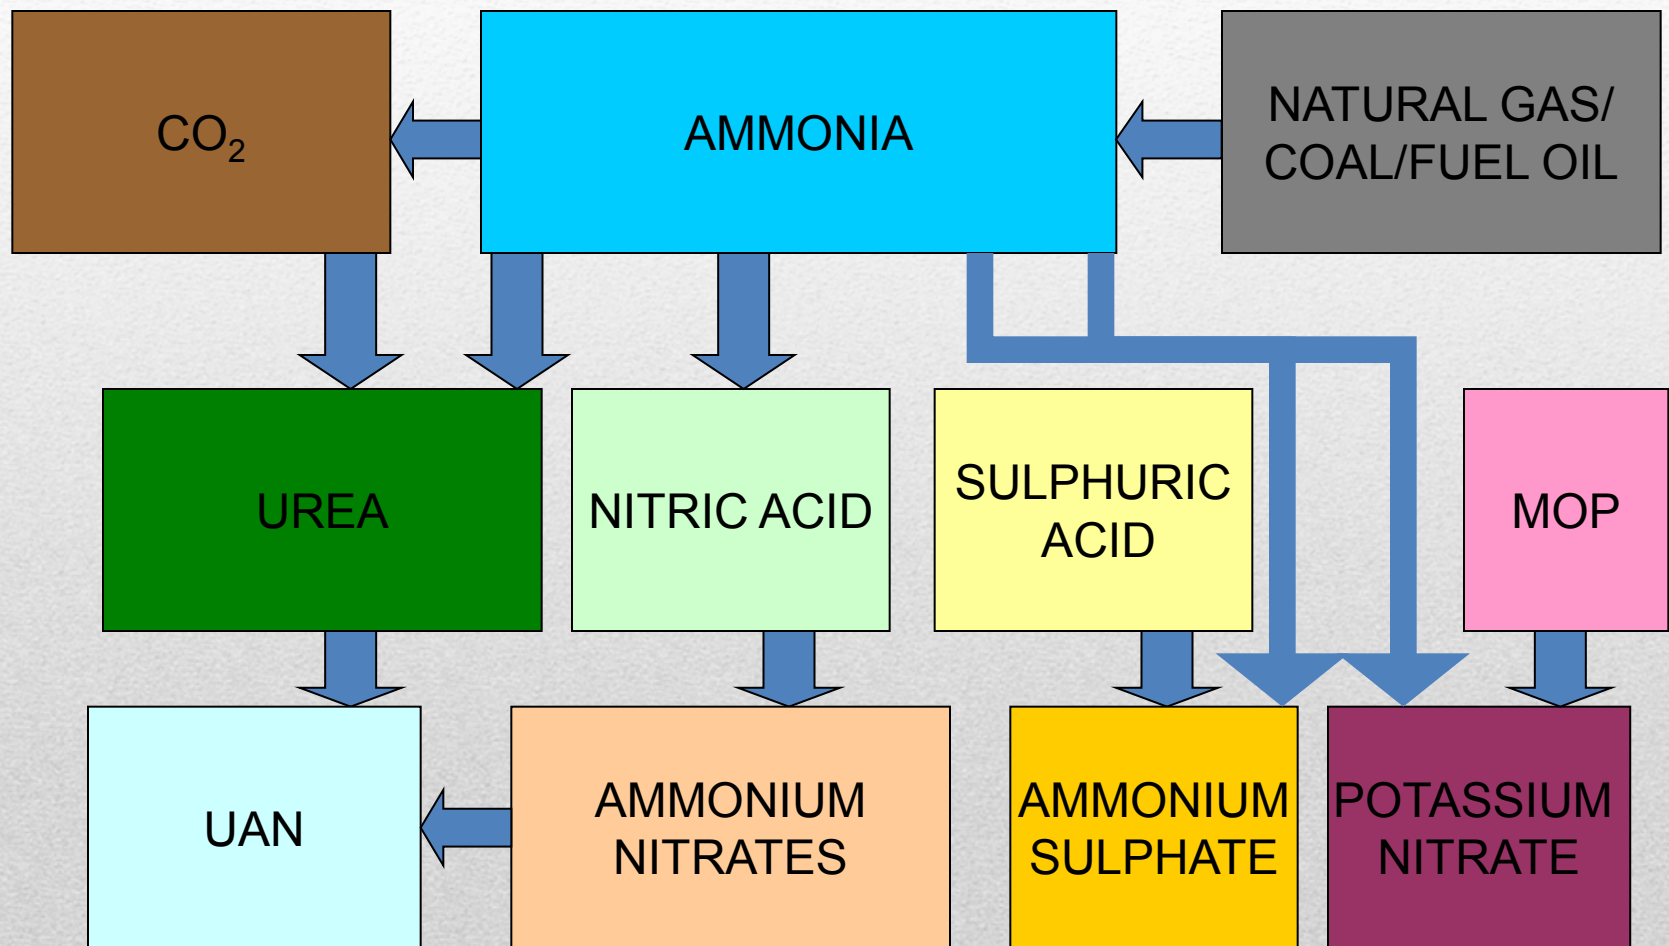 CO₂
AMMONIA
NATURAL GAS/
COAL/FUEL OIL
UREA
NITRIC ACID
SULPHURIC
ACID
MOP
UAN
AMMONIUM
NITRATES
AMMONIUM
SULPHATE
POTASSIUM
NITRATE